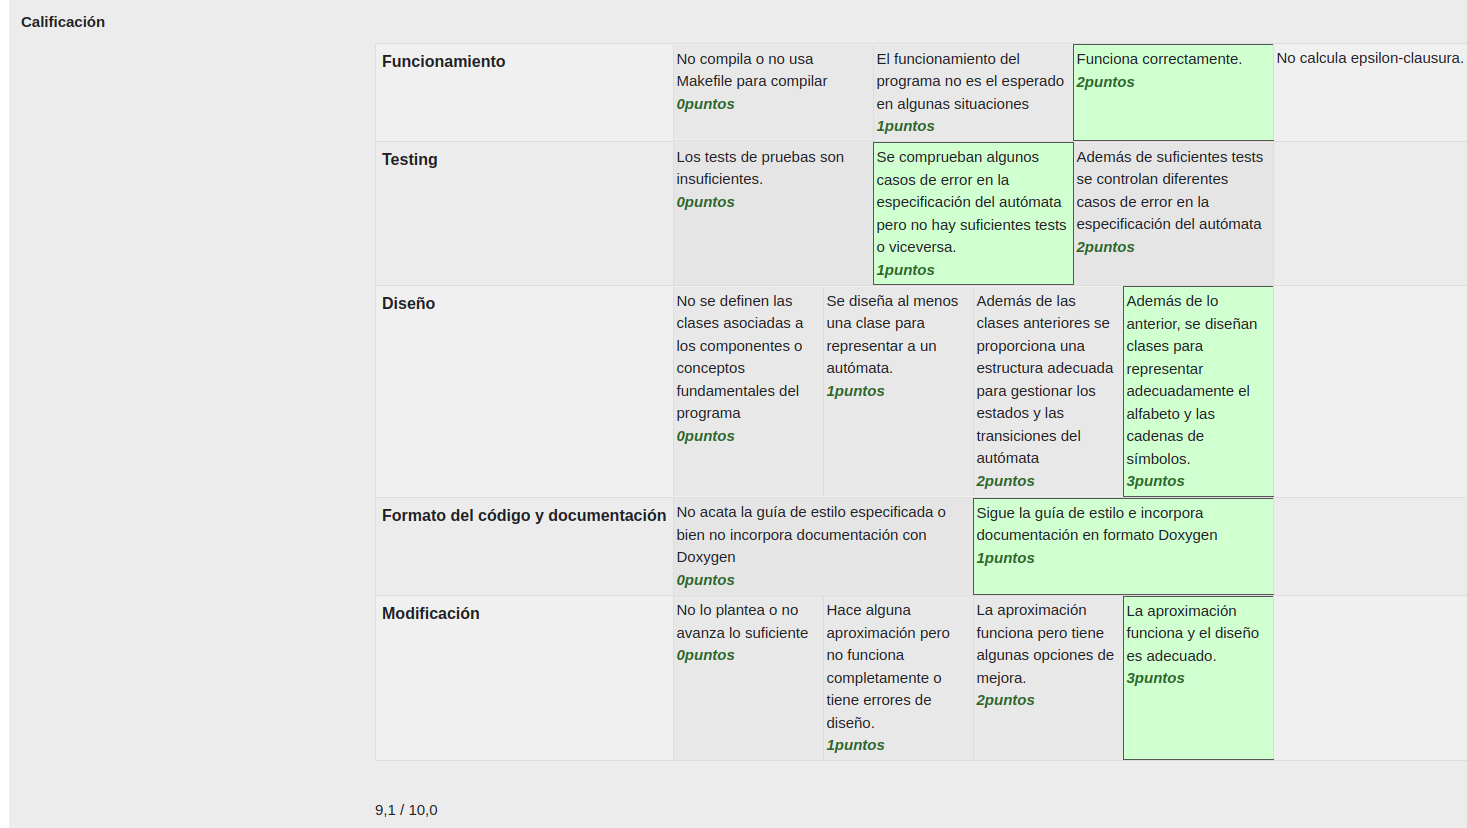 Calificación
Funcionamiento
No compila o no usa
Makefile para compilar
0puntos
El funcionamiento del
programa no es el esperado
en algunas situaciones
1puntos
Funciona correctamente.
2puntos
No calcula epsilon-clausura.
Testing
Los tests de pruebas son
insuficientes.
0puntos
Se comprueban algunos
casos de error en la
especificación del autómata
pero no hay suficientes tests
o viceversa.
1puntos
Además de suficientes tests
se controlan diferentes
casos de error en la
especificación del autómata
2puntos
Diseño
No se definen las
clases asociadas a
los componentes o
conceptos
fundamentales del
programa
0puntos
Se diseña al menos
una clase para
representar a un
autómata.
1puntos
Además de las
clases anteriores se
proporciona una
estructura adecuada
para gestionar los
estados y las
transiciones del
autómata
2puntos
Además de lo
anterior, se diseñan
clases para
representar
adecuadamente el
alfabeto y las
cadenas de
símbolos.
3puntos
Formato del código y documentación
No acata la guía de estilo especificada o
bien no incorpora documentación con
Doxygen
0puntos
Sigue la guía de estilo e incorpora
documentación en formato Doxygen
1puntos
Modificación
No lo plantea o no
avanza lo suficiente
0puntos
Hace alguna
aproximación pero
no funciona
completamente o
tiene errores de
diseño.
1puntos
La aproximación
funciona pero tiene
algunas opciones de
mejora.
2puntos
La aproximación
funciona y el diseño
es adecuado.
3puntos
9,1 / 10,0